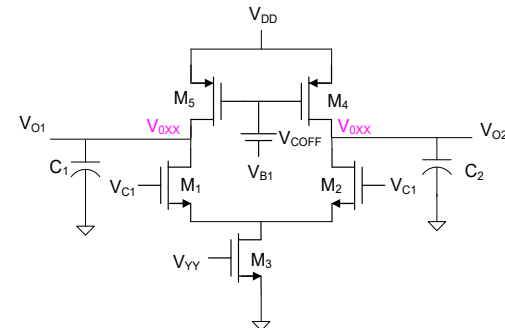 VDD
M5
M4
VO1
V0XX
VCOFF
V0XX
VO2
C1
VC1
M1
VB1
M2
VC1
C2
VYY
M3